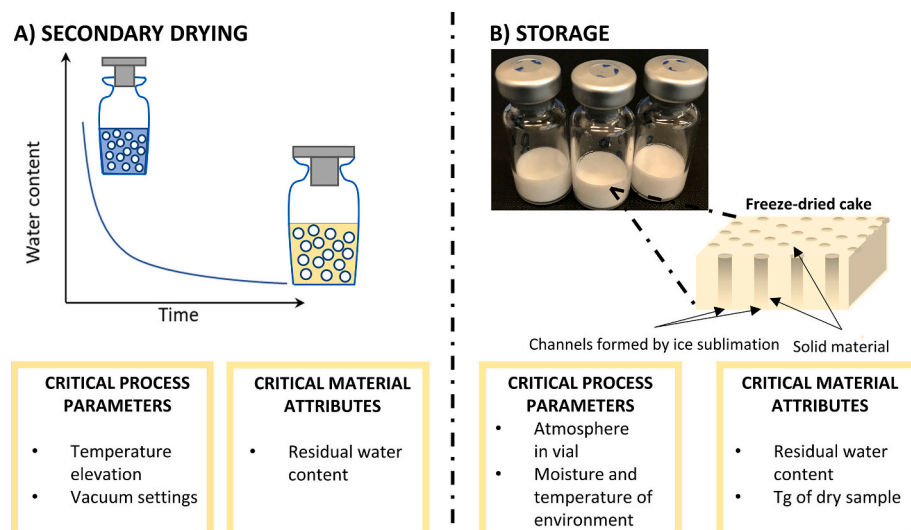 A) SECONDARY DRYING
Water content
Time
CRITICAL PROCESS
PARAMETERS
• Temperature
elevation
• Vacuum settings
CRITICAL MATERIAL
ATTRIBUTES
• Residual water
content
B) STORAGE
Freeze-dried cake
Channels formed by ice sublimation
Solid material
CRITICAL PROCESS
PARAMETERS
• Atmosphere
in vial
• Moisture and
temperature of
environment
CRITICAL MATERIAL
ATTRIBUTES
• Residual water
content
• Tg of dry sample